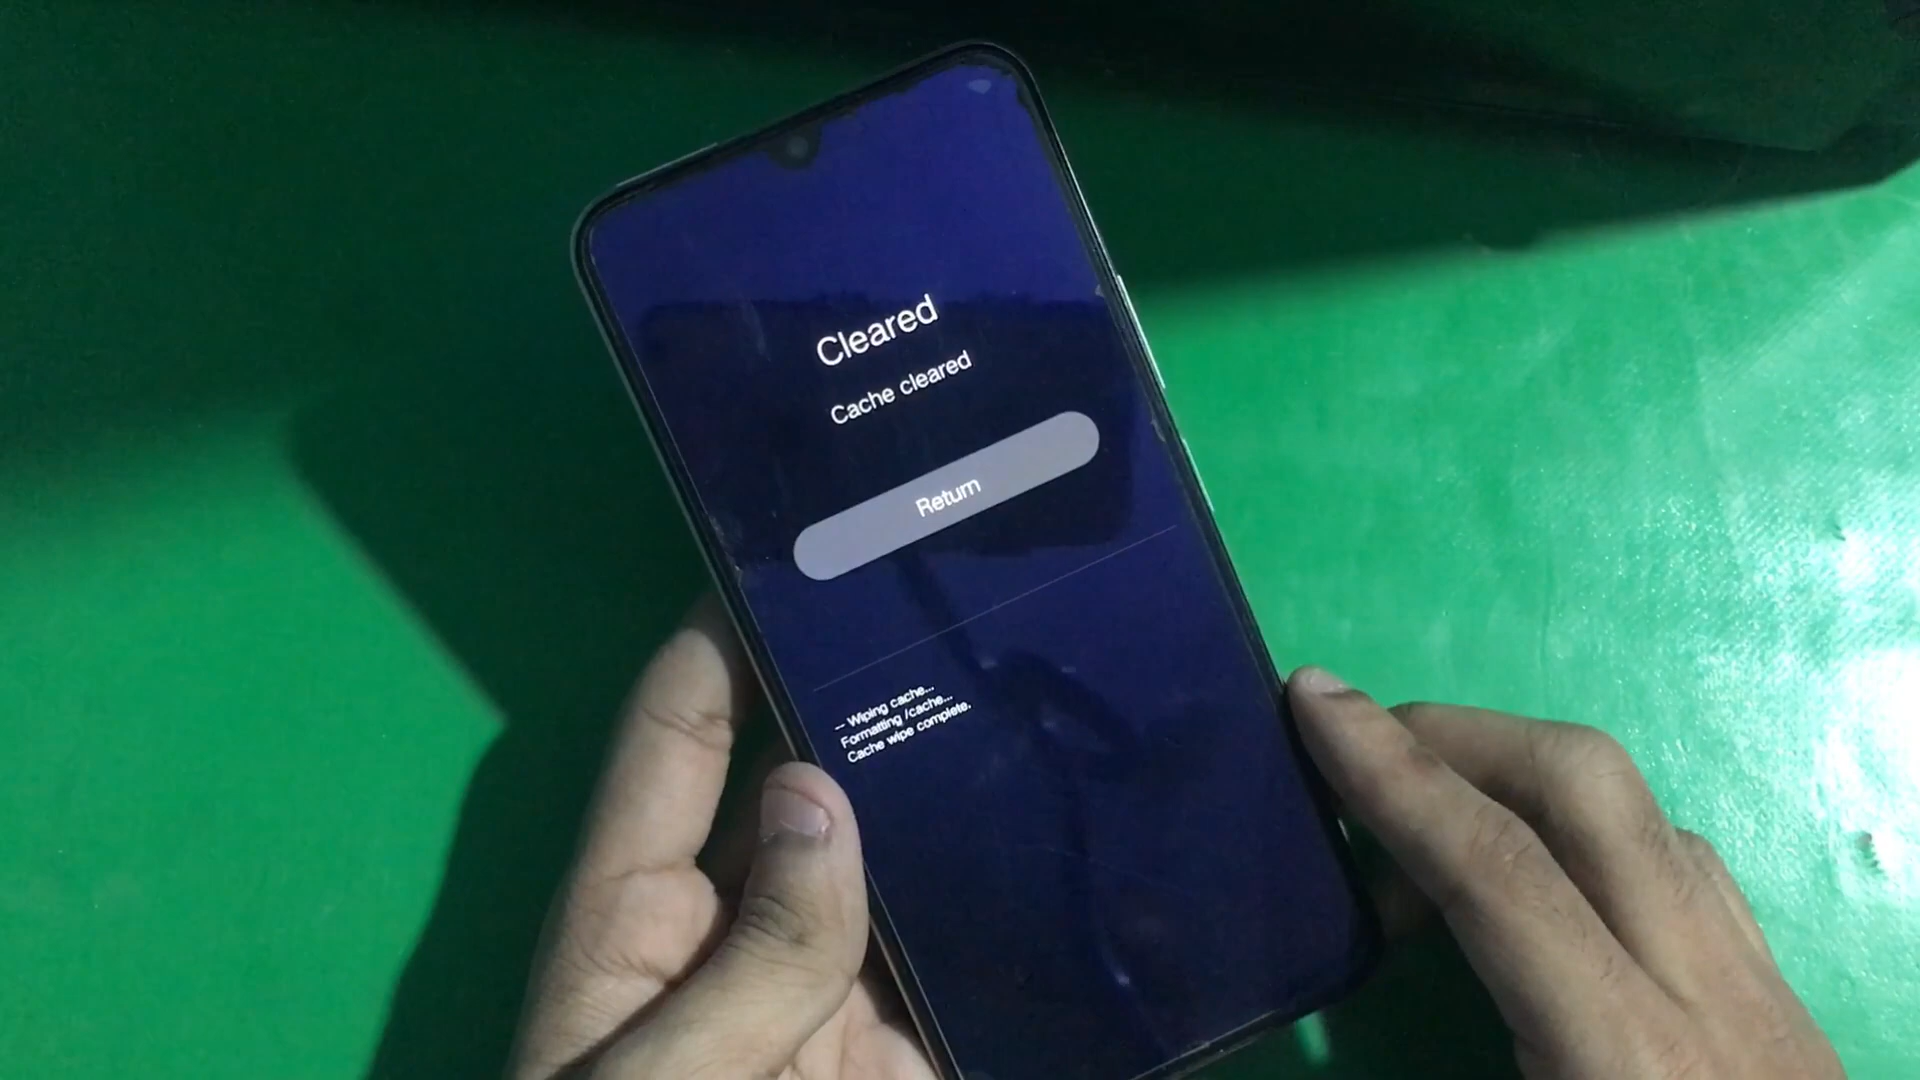 Cleared
Cache cleared
Return
-- Wiping cache...
Formatting /cache...
Cache wipe complete.